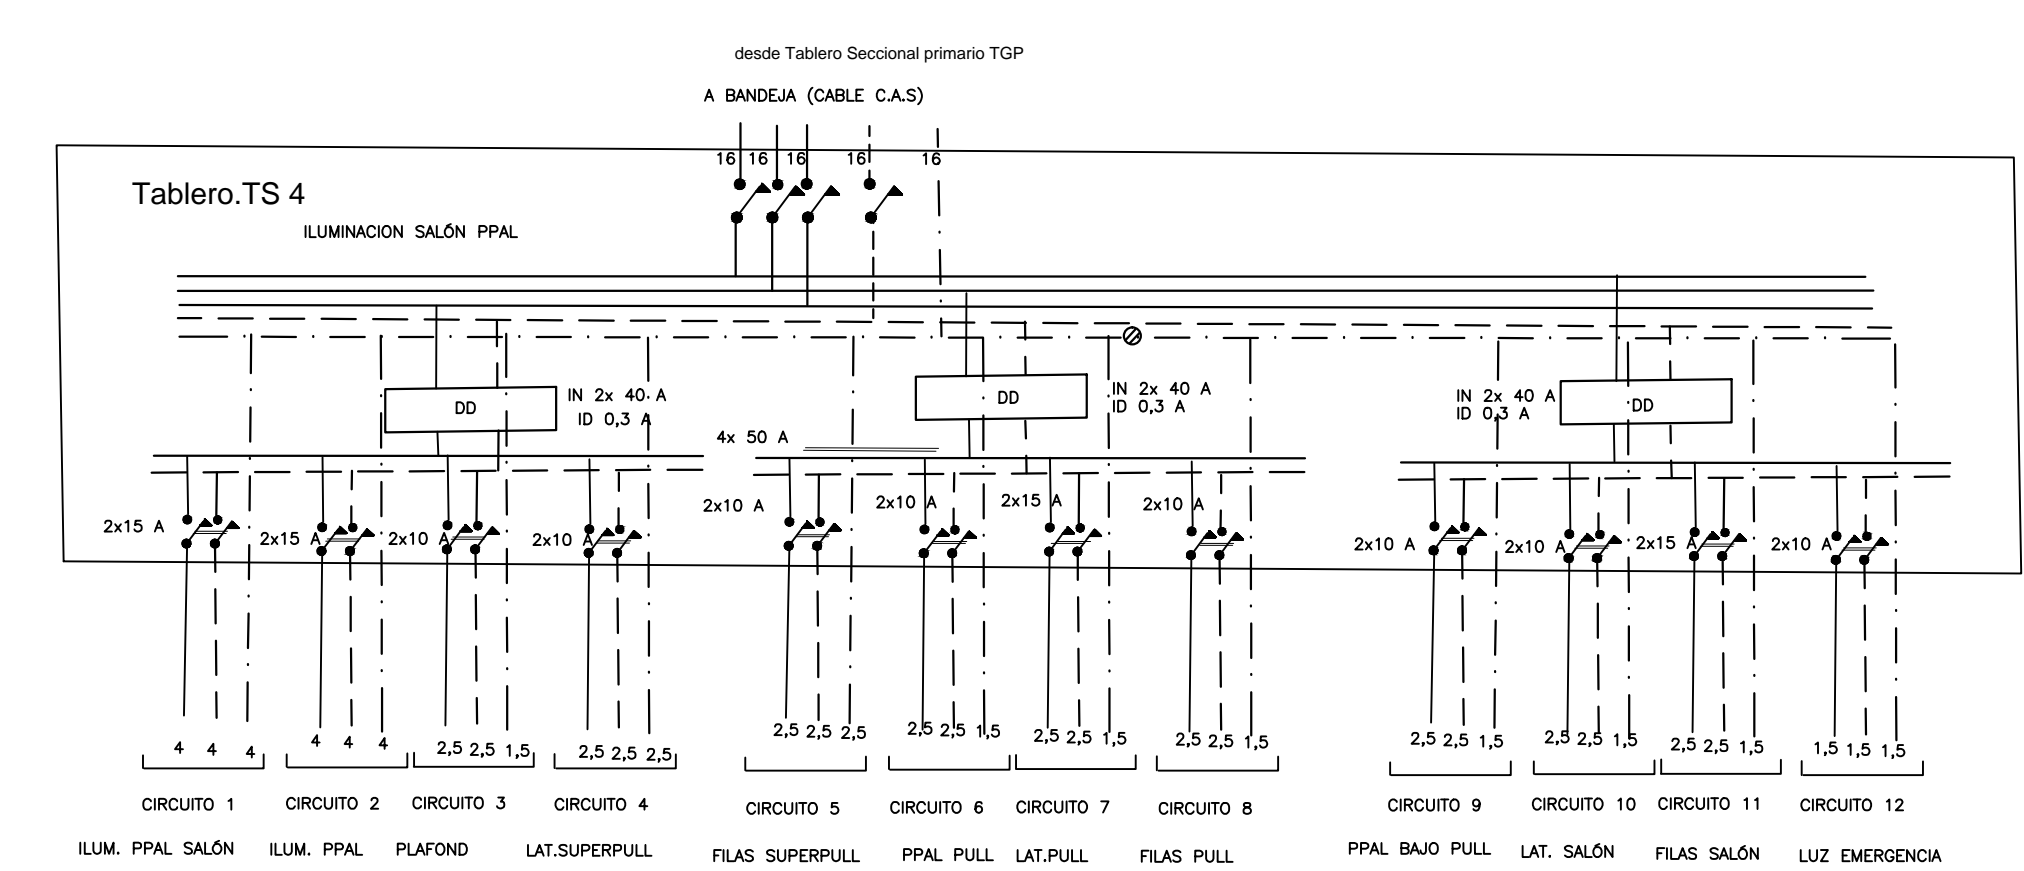 desde Tablero Seccional primario TGP
A BANDEJA (CABLE C.A.S)
16 16 16 16 16
Tablero.TS 4
ILUMINACION SALÓN PPAL
DD
IN 2x 40 A
ID 0,3 A
DD
IN 2x 40 A
ID 0,3 A
IN 2x 40 A
ID 0,3 A
DD
4x 50 A
2x15 A
2x15 A
2x10 A
2x10 A
2x10 A
2x10 A
2x15 A
2x10 A
2x10 A
2x10 A
2x15 A
2x10 A
4 4 4
4 4 4
2,5 2,5 1,5
2,5 2,5 2,5
2,5 2,5 2,5
2,5 2,5 1,5
2,5 2,5 1,5
2,5 2,5 1,5
2,5 2,5 1,5
2,5 2,5 1,5
2,5 2,5 1,5
1,5 1,5 1,5
CIRCUITO 1
CIRCUITO 2
CIRCUITO 3
CIRCUITO 4
CIRCUITO 5
CIRCUITO 6
CIRCUITO 7
CIRCUITO 8
CIRCUITO 9
CIRCUITO 10
CIRCUITO 11
CIRCUITO 12
ILUM. PPAL SALÓN
ILUM. PPAL
PLAFOND
LAT.SUPERPULL
FILAS SUPERPULL
PPAL PULL
LAT.PULL
FILAS PULL
PPAL BAJO PULL
LAT. SALÓN
FILAS SALÓN
LUZ EMERGENCIA